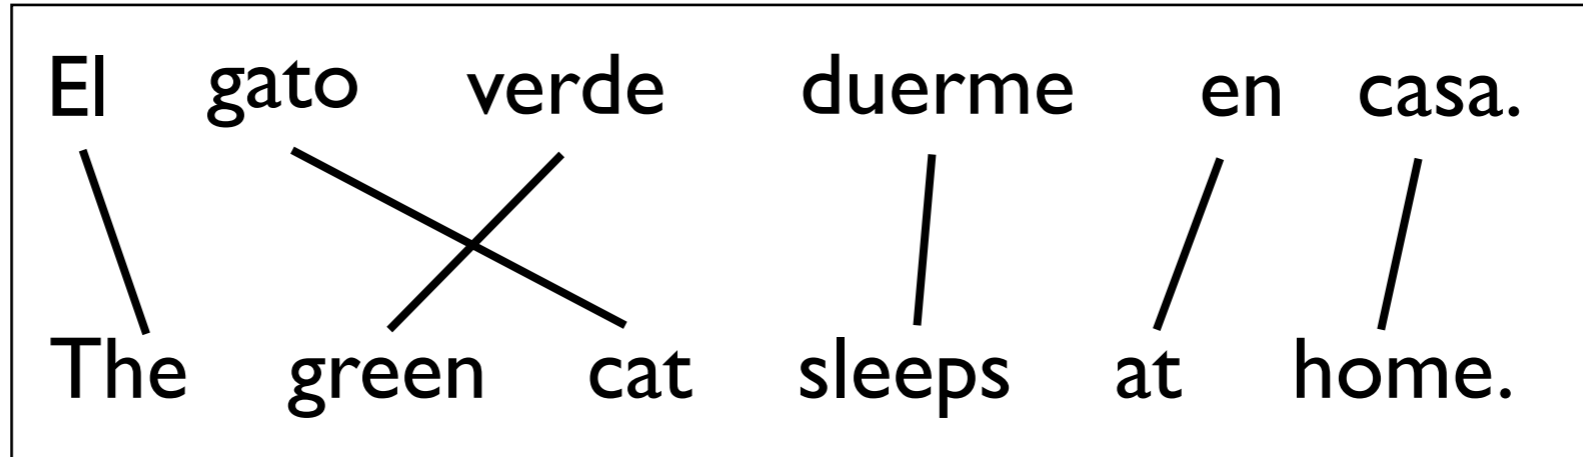 El gato verde duerme en casa.
The green cat sleeps at home.